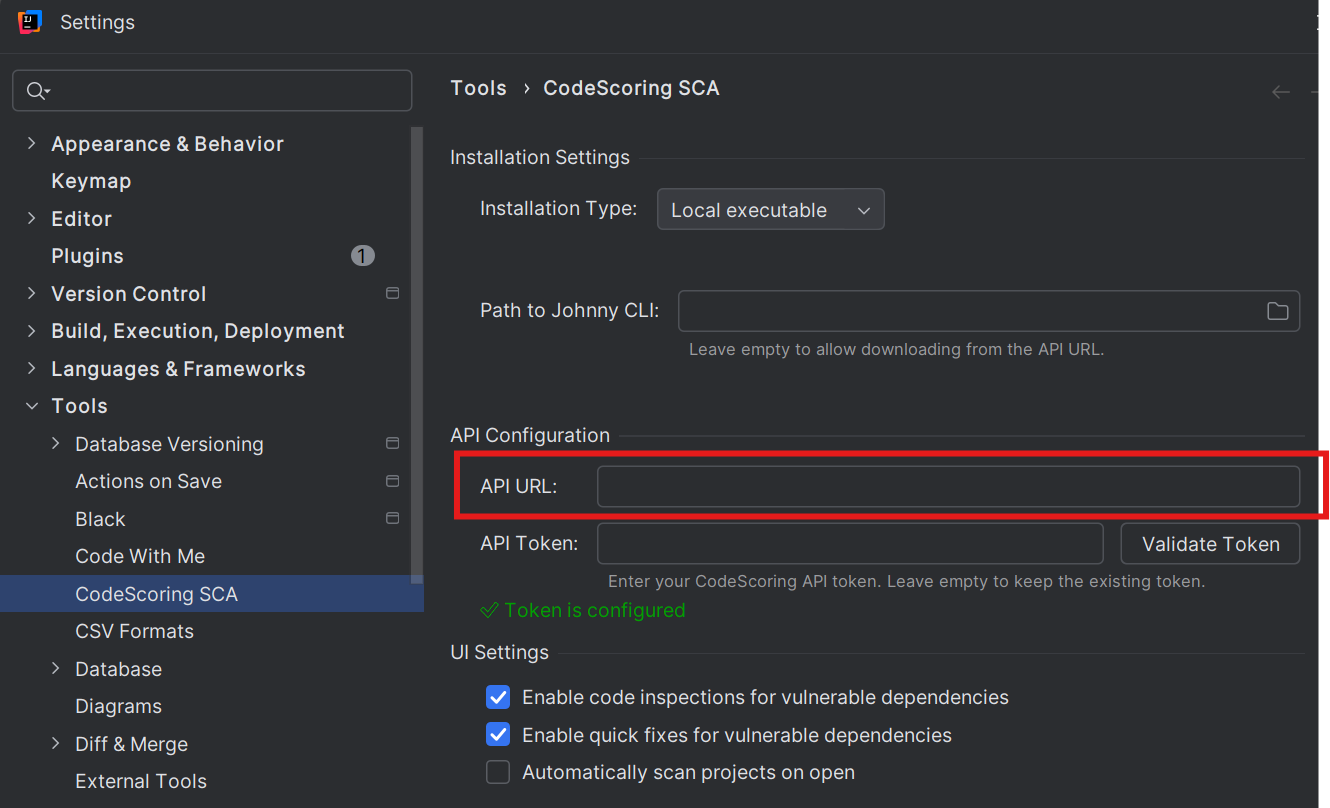 Settings
Appearance & Behavior
Keymap
Editor
Plugins
1
Version Control
Build, Execution, Deployment
Languages & Frameworks
Tools
Database Versioning
Actions on Save
Black
Code With Me
CodeScoring SCA
CSV Formats
Database
Diagrams
Diff & Merge
External Tools
Tools › CodeScoring SCA
Installation Settings
Installation Type: Local executable
Path to Johnny CLI:
Leave empty to allow downloading from the API URL.
API Configuration
API URL:
API Token: Validate Token
Enter your CodeScoring API token. Leave empty to keep the existing token.
Token is configured
UI Settings
Enable code inspections for vulnerable dependencies
Enable quick fixes for vulnerable dependencies
Automatically scan projects on open